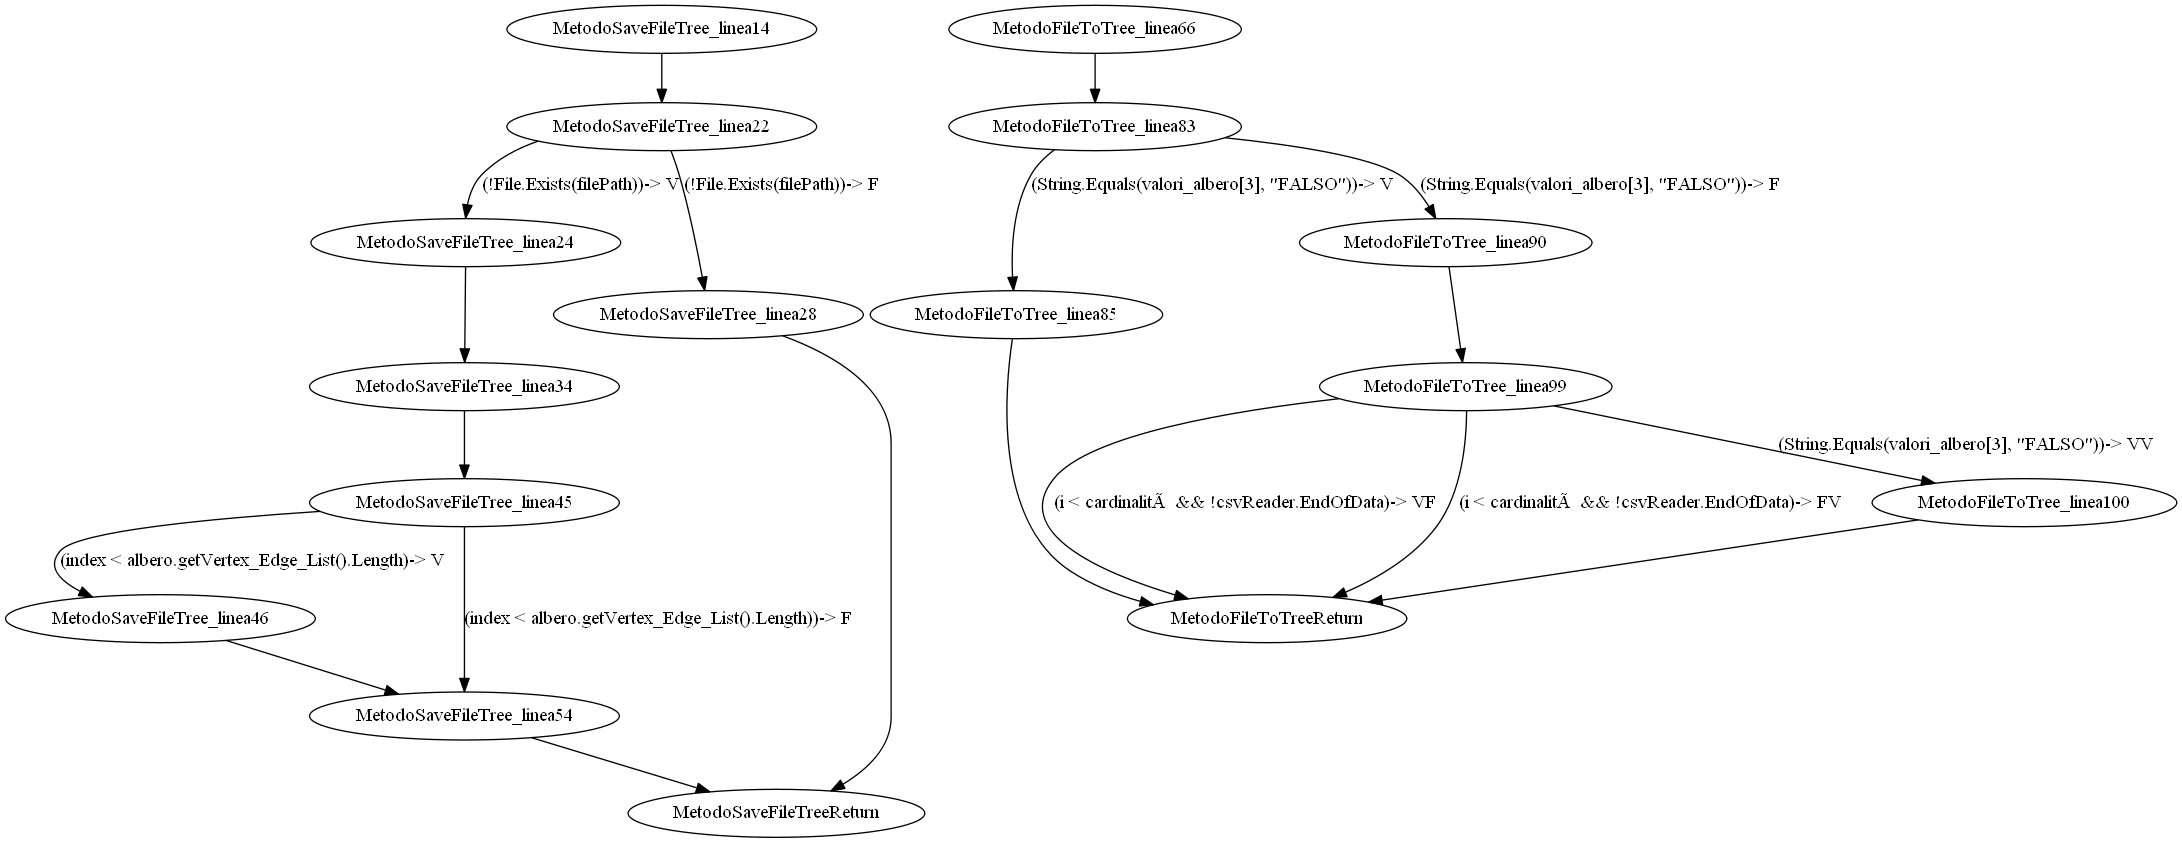 MetodoSaveFileTree_linea14
MetodoFileToTree_linea66
MetodoSaveFileTree_linea22
MetodoFileToTree_linea83
(!File.Exists(filePath))-> V
(!File.Exists(filePath))-> F
(String.Equals(valori_albero[3], "FALSO"))-> V
(String.Equals(valori_albero[3], "FALSO"))-> F
MetodoSaveFileTree_linea24
MetodoFileToTree_linea90
MetodoSaveFileTree_linea28
MetodoFileToTree_linea85
MetodoSaveFileTree_linea34
MetodoFileToTree_linea99
(String.Equals(valori_albero[3], "FALSO"))-> VV
MetodoSaveFileTree_linea45
(i < cardinalitÃ  && !csvReader.EndOfData)-> VF
(i < cardinalitÃ  && !csvReader.EndOfData)-> FV
MetodoFileToTree_linea100
(index < albero.getVertex_Edge_List().Length)-> V
MetodoSaveFileTree_linea46
(index < albero.getVertex_Edge_List().Length))-> F
MetodoFileToTreeReturn
MetodoSaveFileTree_linea54
MetodoSaveFileTreeReturn